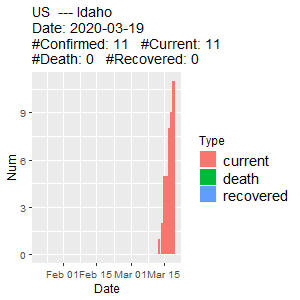 US --- Idaho
Date: 2020-03-19
#Confirmed: 11 #Current: 11
#Death: 0 #Recovered: 0
Num
9
6
3
0
Feb 01 Feb 15 Mar 01 Mar 15
Date
Type
current
death
recovered